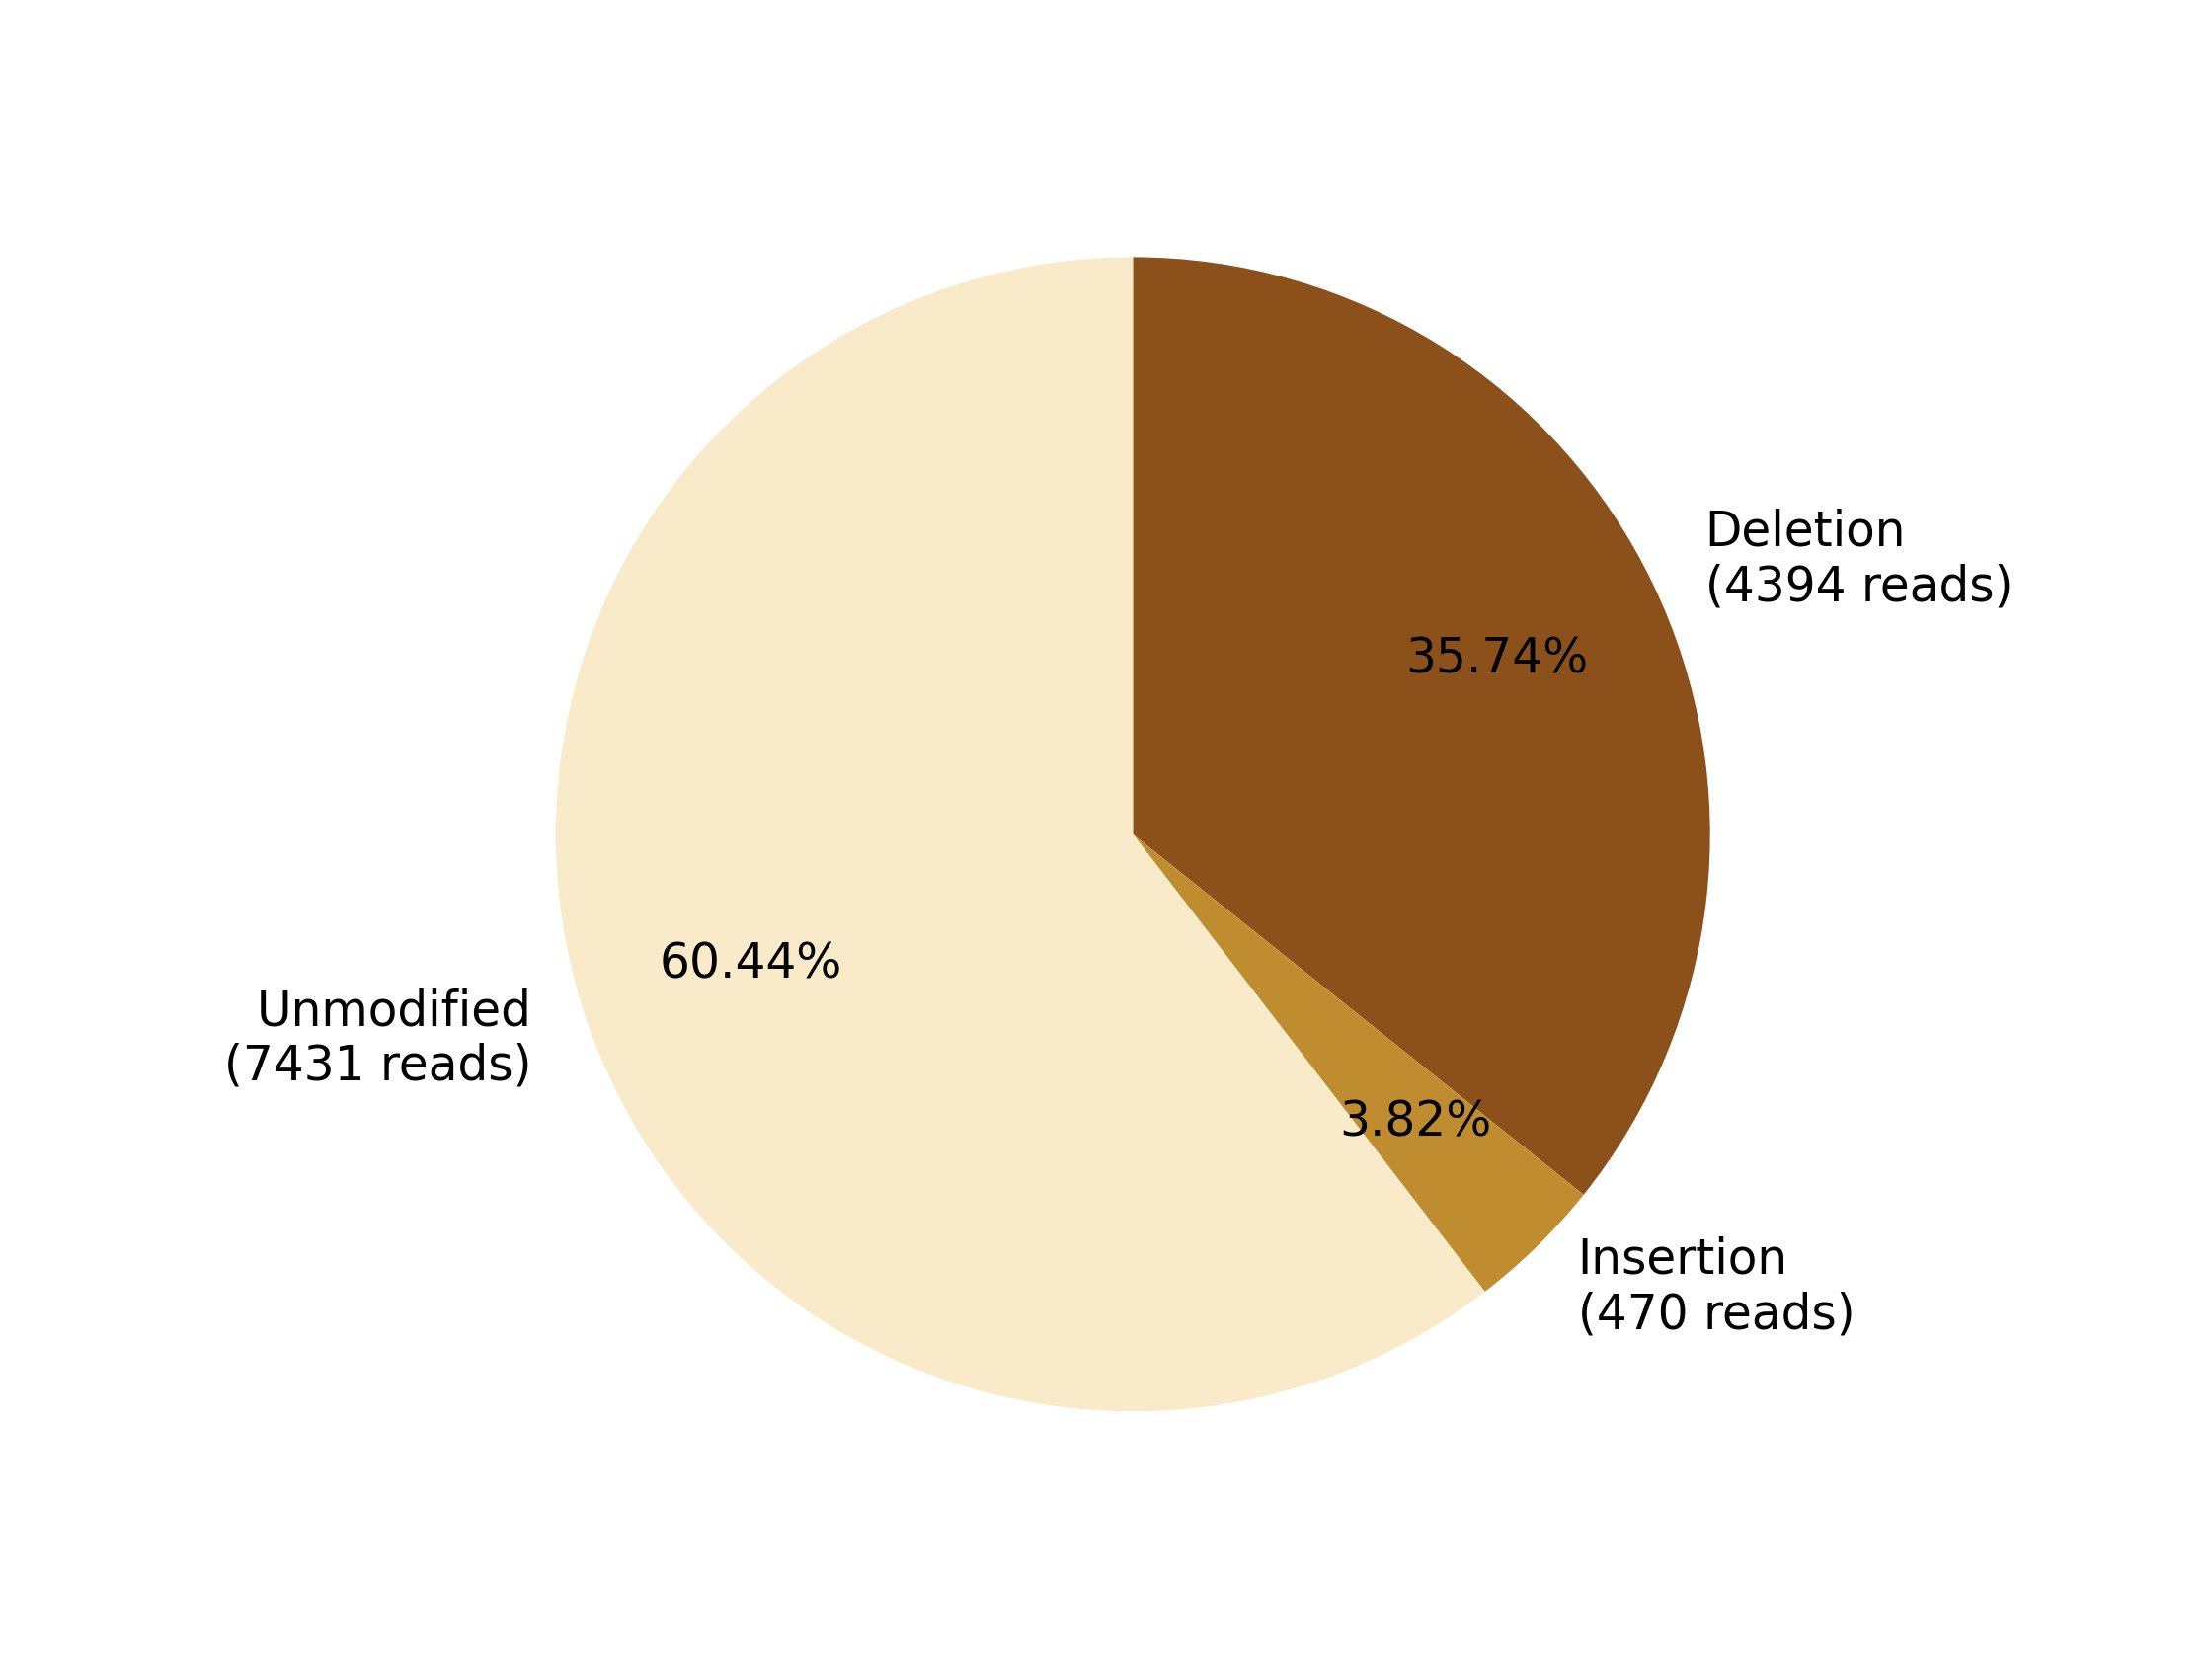 Deletion
(4394 reads)
35.74%
60.44%
Unmodified
(7431 reads)
3.82%
Insertion
(470 reads)